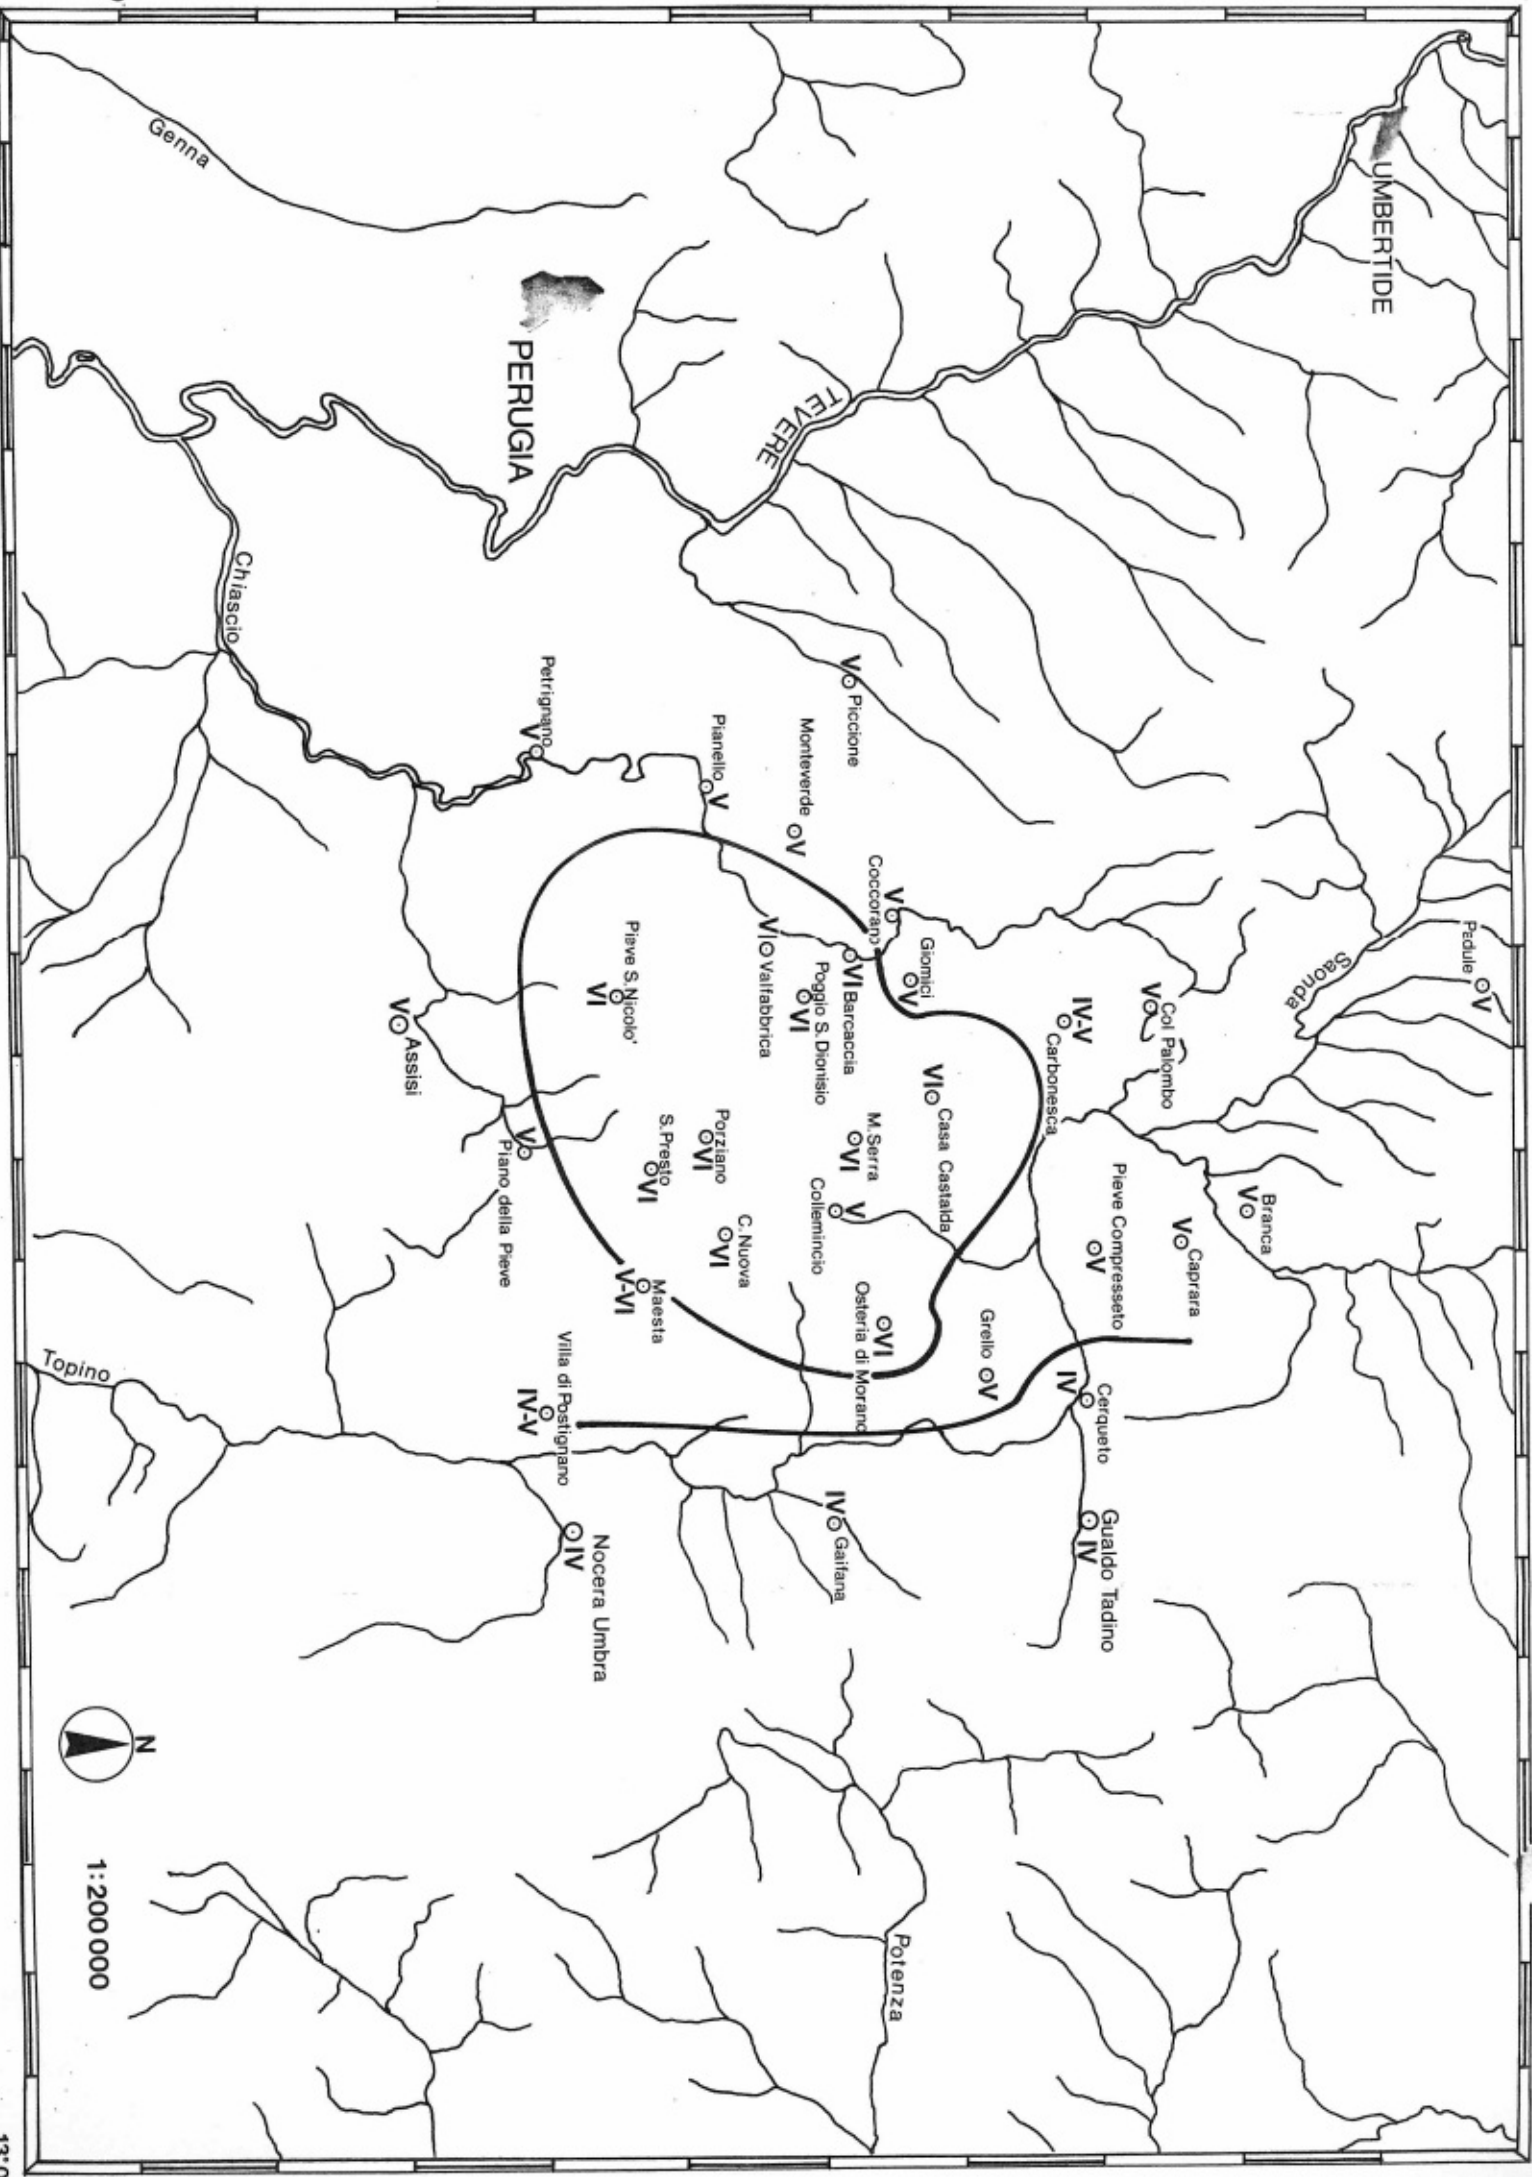 UMBERTIDE
Padule
V
Saonda
V
Col Palombo
IV-V
Carbonesca
V
Branca
V
Caprara
Pieve Compresseto
V
IV
Cerqueto
Gualdo Tadino
IV
TEVERE
V
Piccione
Monteverde
V
Coccorano
V
Giomici
V
VI
Barcaccia
Poggio S. Dionisio
VI
VI
Valfabbrica
VI
Casa Castalda
M. Serra
VI
Collemincio
V
Grello
V
VI
Osteria di Morano
IV
Gaifana
Potenza
PERUGIA
Pianello
V
Petrignano
V
Pieve S. Nicolo'
VI
Porziano
VI
S. Presto
VI
C. Nuova
VI
Maesta
V-VI
Villa di Postignano
IV-V
Nocera Umbra
IV
V
Assisi
V
Piano della Pieve
Genna
Chiascio
Topino
N
1:200000